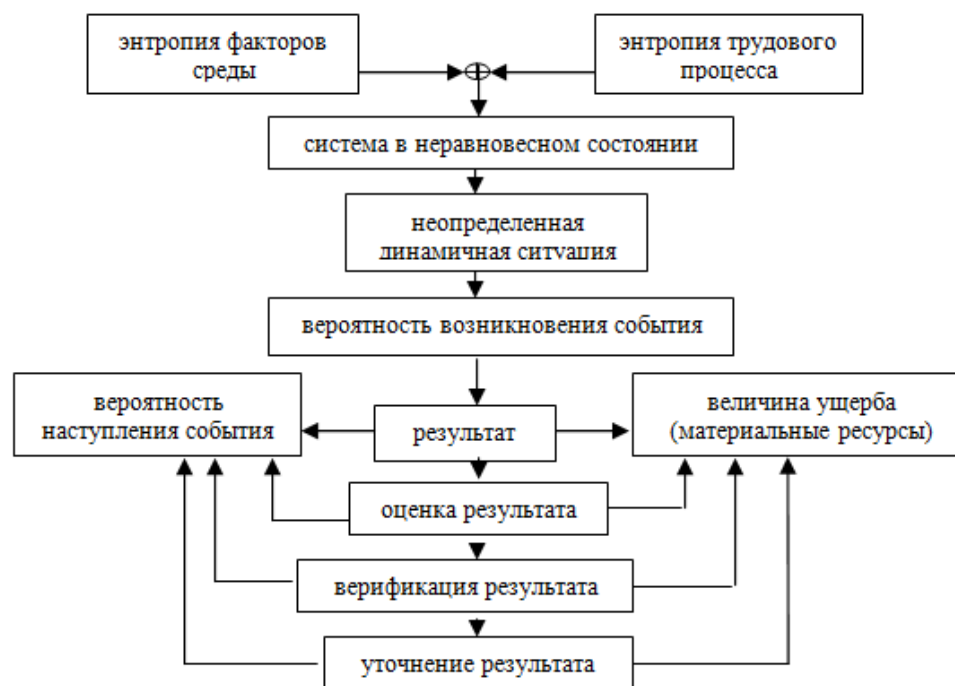 энтропия факторов
среды
энтропия трудового
процесса
система в неравновесном состоянии
неопределенная
динамичная ситуация
вероятность возникновения события
вероятность
наступления события
результат
величина ущерба
(материальные ресурсы)
оценка результата
верификация результата
уточнение результата